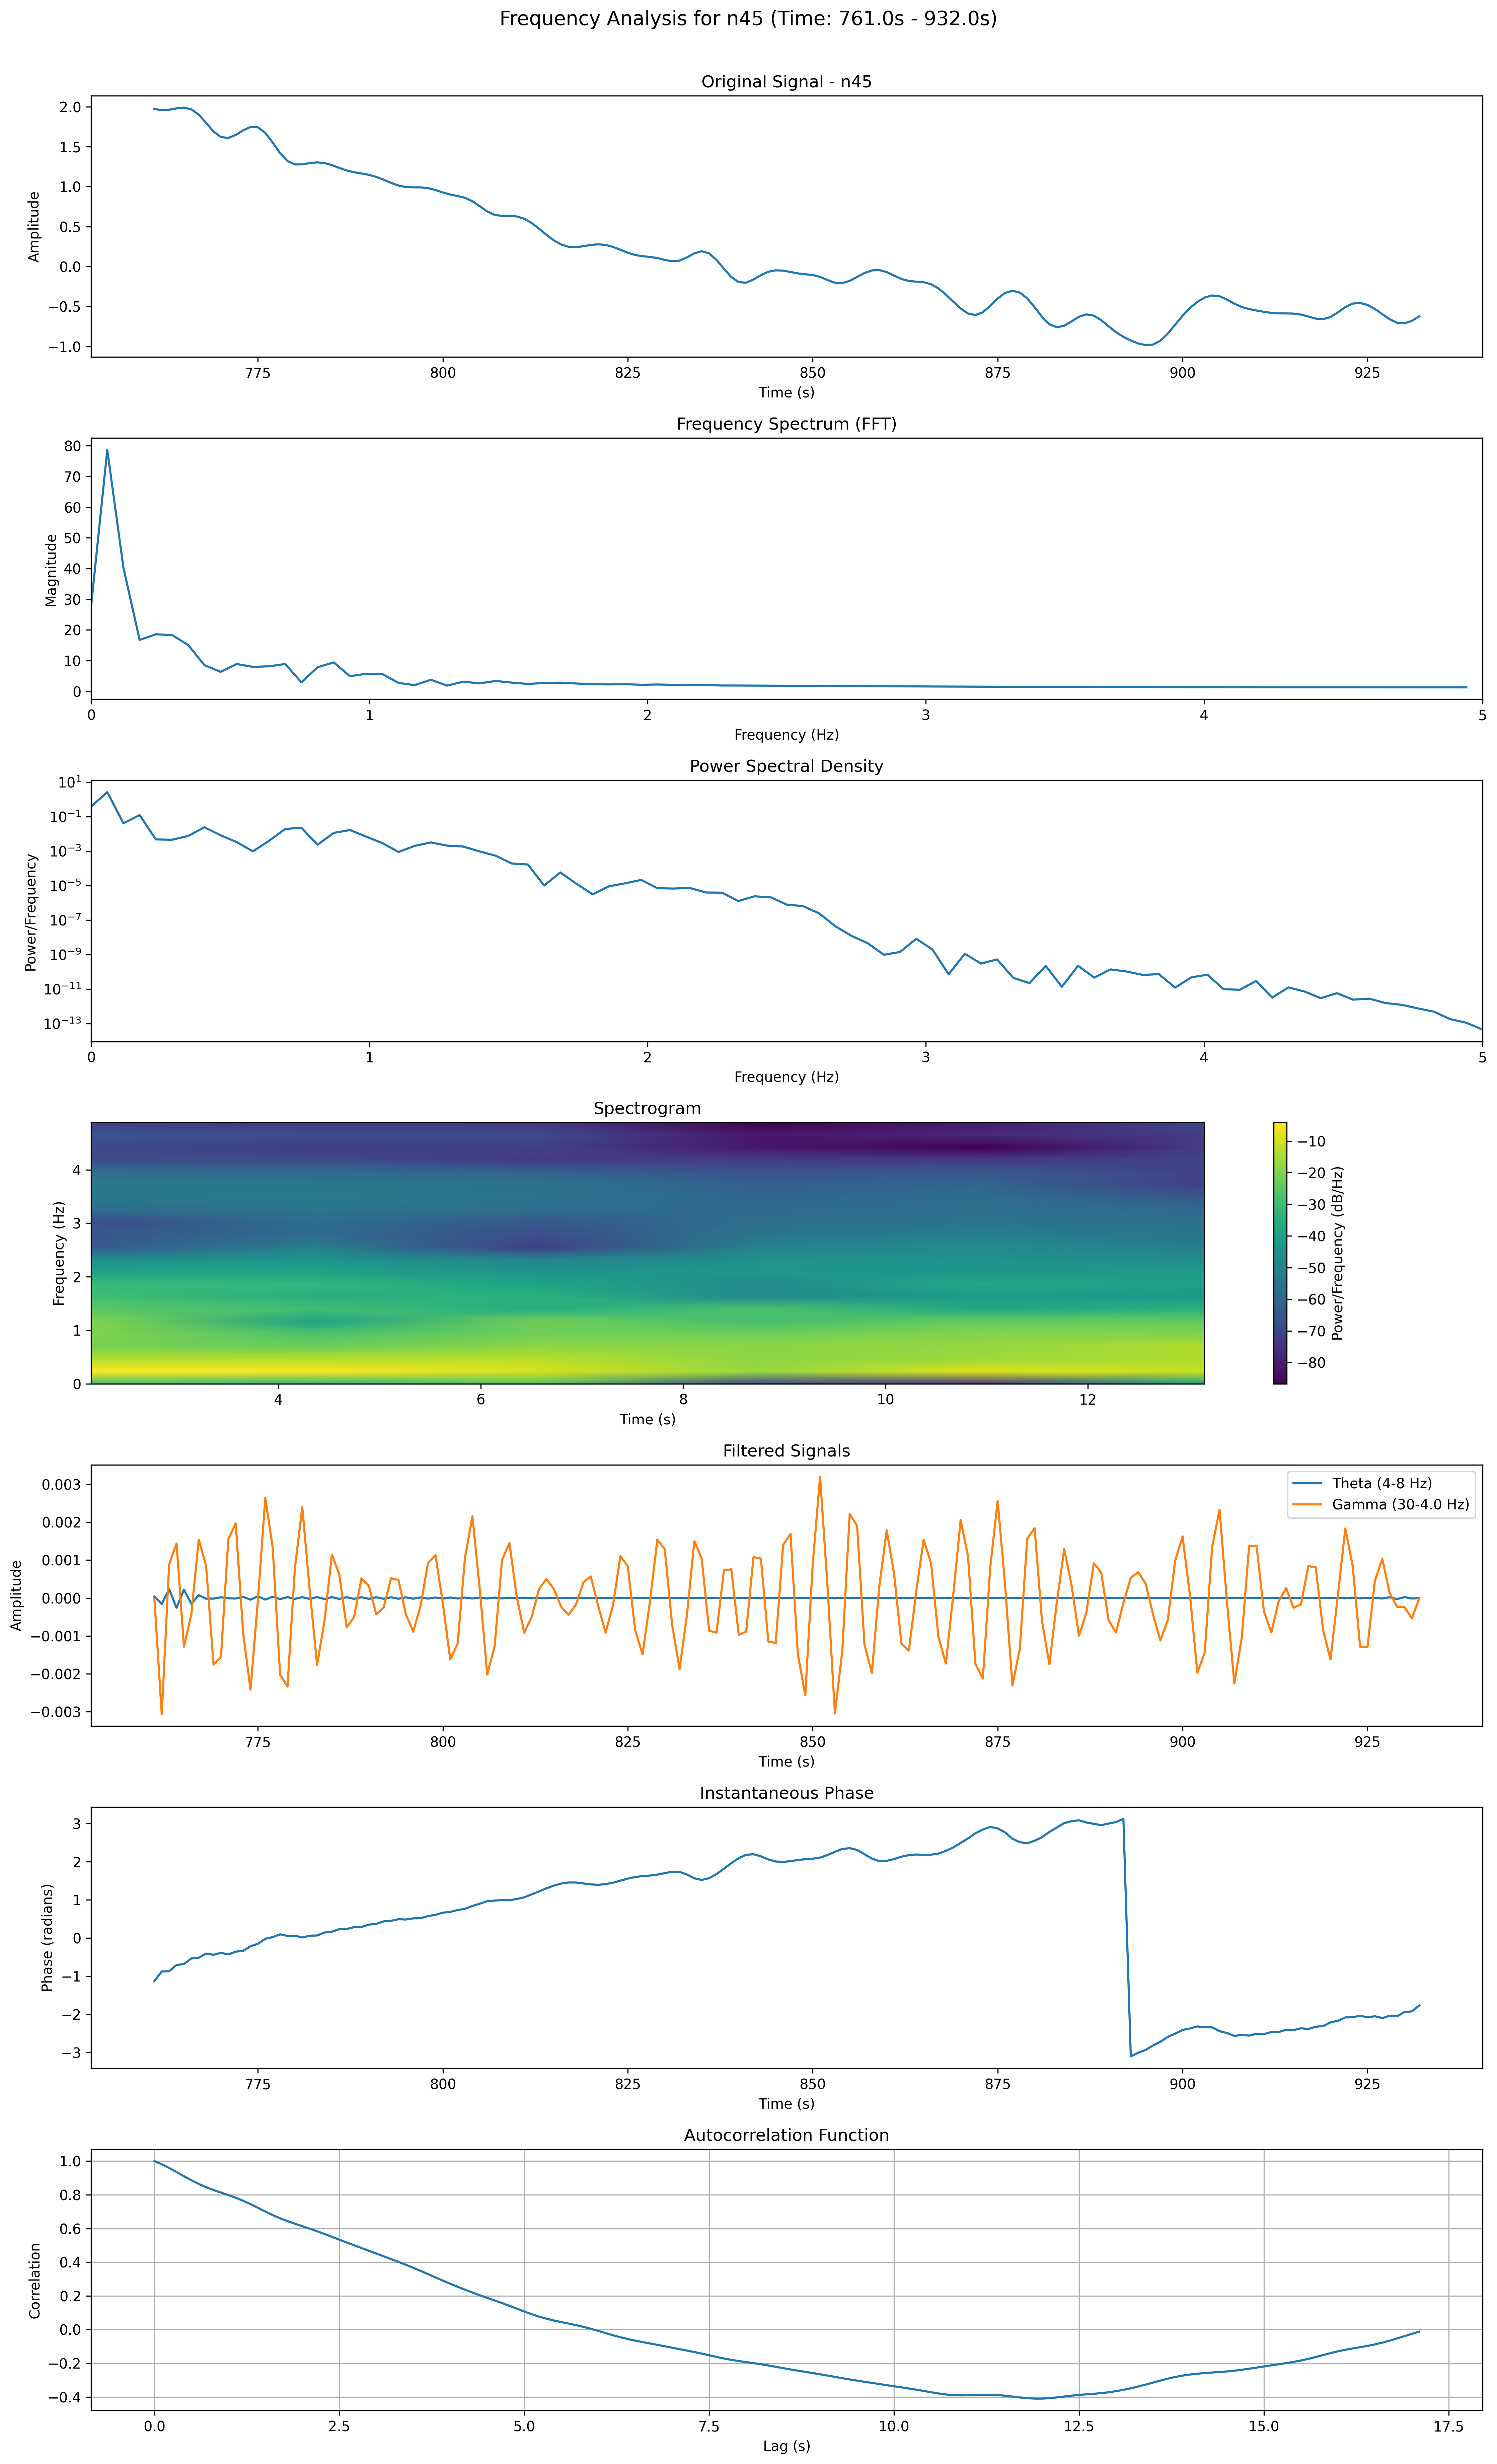 Frequency Analysis for n45 (Time: 761.0s - 932.0s)
Original Signal - n45
Amplitude
2.0
1.5
1.0
0.5
0.0
−0.5
−1.0
775 800 825 850 875 900 925
Time (s)
Frequency Spectrum (FFT)
Magnitude
80
70
60
50
40
30
20
10
0
0 1 2 3 4 5
Frequency (Hz)
Power Spectral Density
Power/Frequency
10^1
10^−1
10^−3
10^−5
10^−7
10^−9
10^−11
10^−13
0 1 2 3 4 5
Frequency (Hz)
Spectrogram
Frequency (Hz)
4
3
2
1
0
4 6 8 10 12
Time (s)
−10
−20
−30
−40
−50
−60
−70
−80
Power/Frequency (dB/Hz)
Filtered Signals
Amplitude
0.003
0.002
0.001
0.000
−0.001
−0.002
−0.003
Theta (4-8 Hz)
Gamma (30-4.0 Hz)
775 800 825 850 875 900 925
Time (s)
Instantaneous Phase
Phase (radians)
3
2
1
0
−1
−2
−3
775 800 825 850 875 900 925
Time (s)
Autocorrelation Function
Correlation
1.0
0.8
0.6
0.4
0.2
0.0
−0.2
−0.4
0.0 2.5 5.0 7.5 10.0 12.5 15.0 17.5
Lag (s)